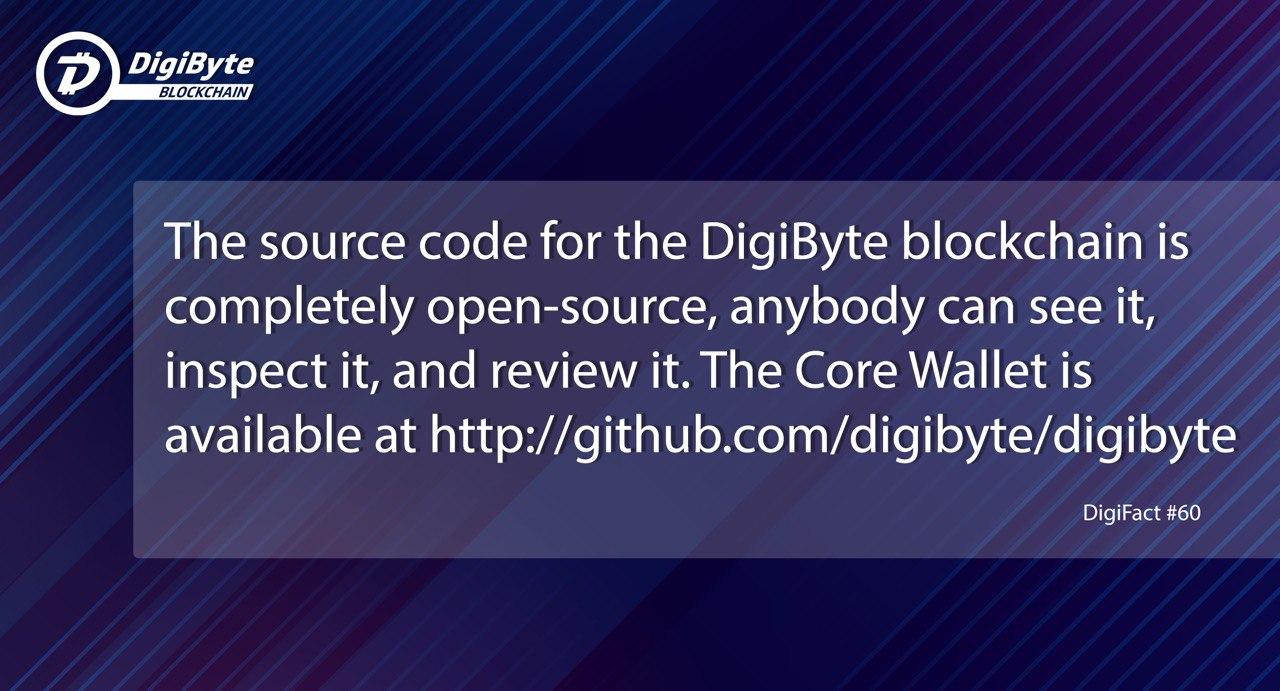 DigiByte
BLOCKCHAIN
The source code for the DigiByte blockchain is
completely open-source, anybody can see it,
inspect it, and review it. The Core Wallet is
available at http://github.com/digibyte/digibyte
DigiFact #60